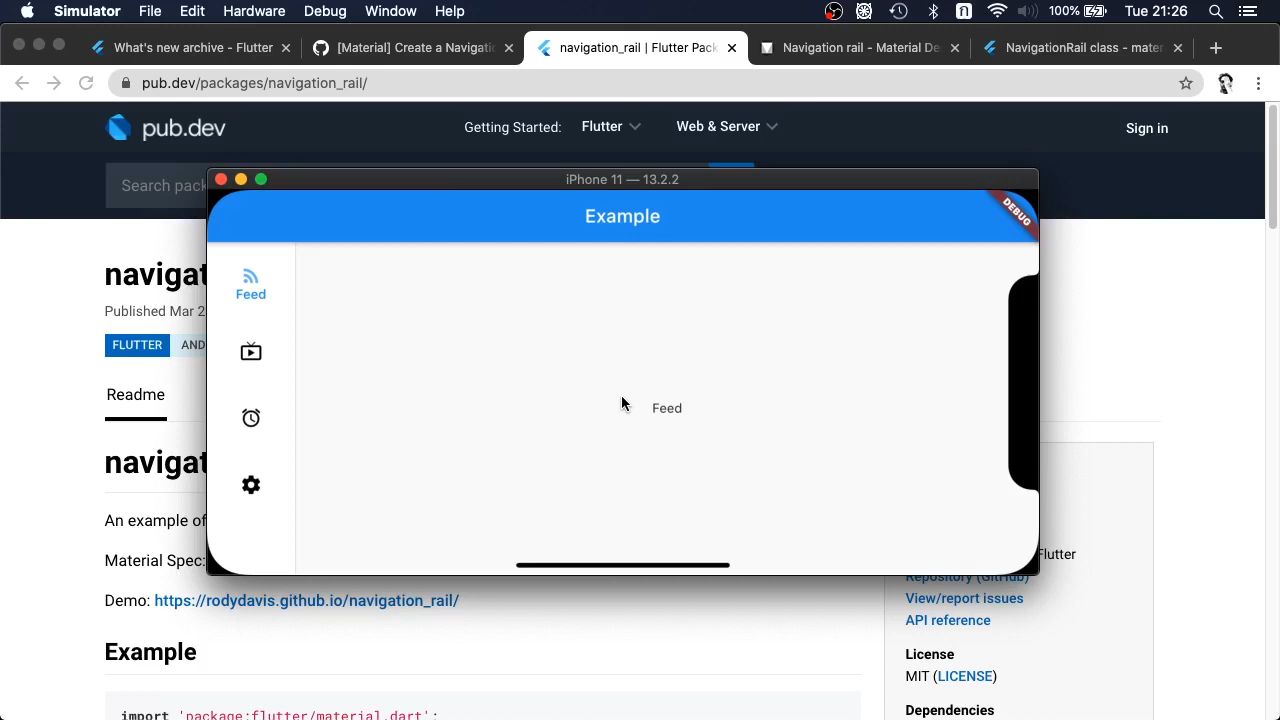 Simulator File Edit Hardware Debug Window Help 100% Tue 21:26
What's new archive - Flutter [Material] Create a Navigati navigation_rail | Flutter Pack Navigation rail - Material De NavigationRail class - mater
pub.dev/packages/navigation_rail/
pub.dev Getting Started: Flutter Web & Server Sign in
Search pack
iPhone 11 — 13.2.2
Example
DEBUG
Feed
Feed
navigat
Published Mar 2
FLUTTER AND
Readme
navigat
An example of
Material Spec:
Demo: https://rodydavis.github.io/navigation_rail/
Example
import 'package:flutter/material.dart';
Flutter
Repository (GitHub)
View/report issues
API reference
License
MIT (LICENSE)
Dependencies